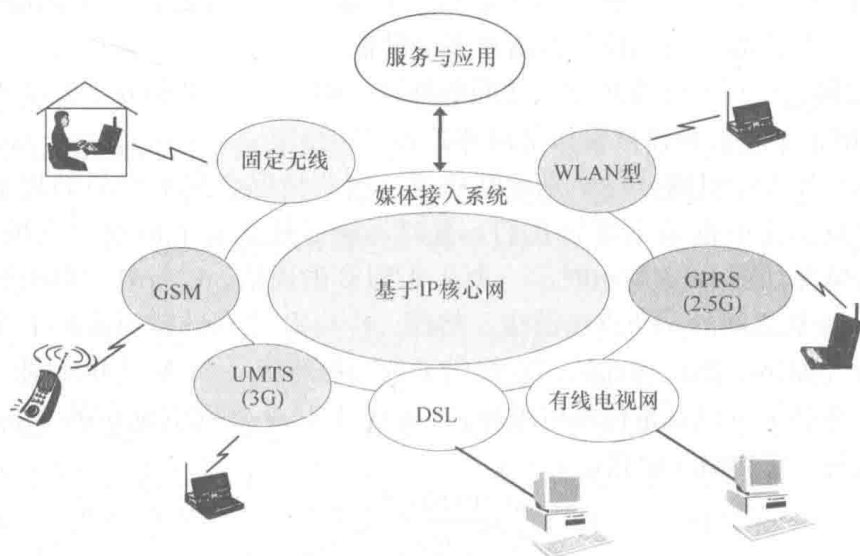 服务与应用
固定无线
WLAN型
媒体接入系统
GSM
基于IP核心网
GPRS
(2.5G)
UMTS
(3G)
DSL
有线电视网